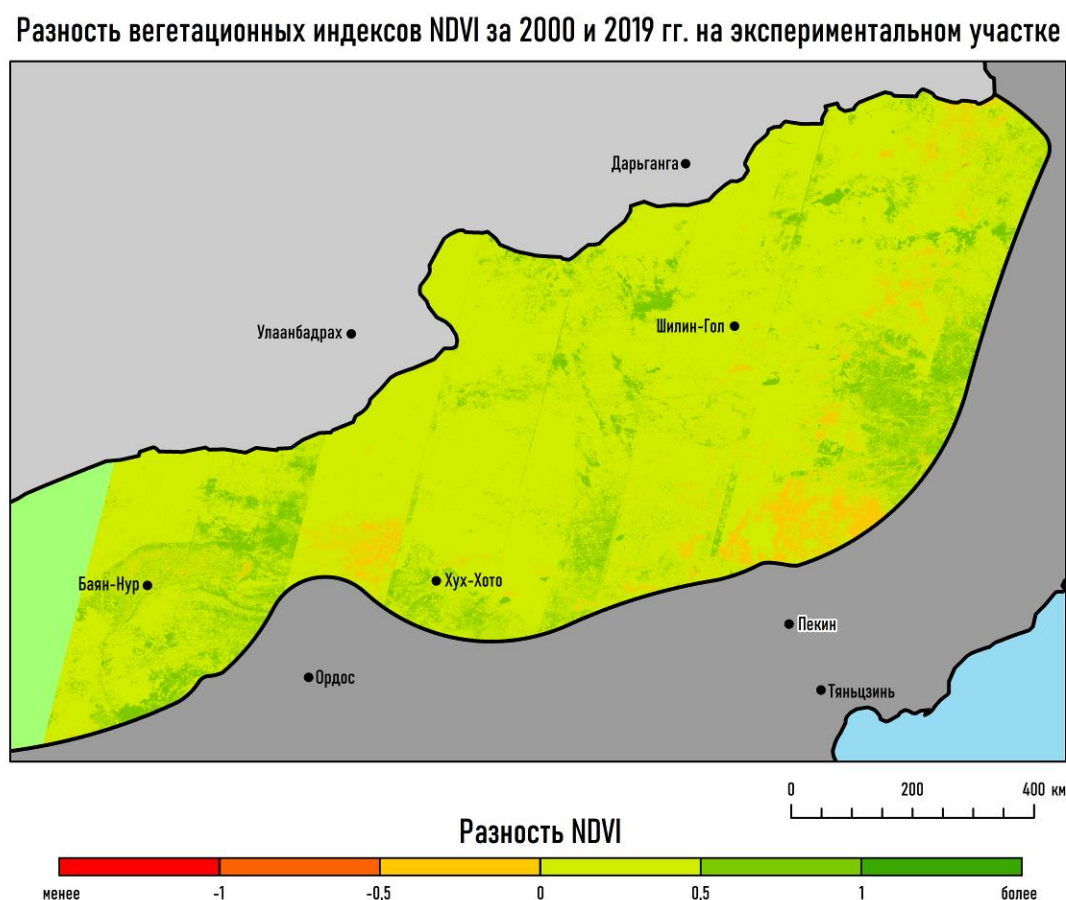 Разность вегетационных индексов NDVI за 2000 и 2019 гг. на экспериментальном участке
Дарьганга
Улаанбадрах
Шилин-Гол
Баян-Нур
Хух-Хото
Пекин
Ордос
Тяньцзинь
0 200 400 км
Разность NDVI
менее -1 -0,5 0 0,5 1 более